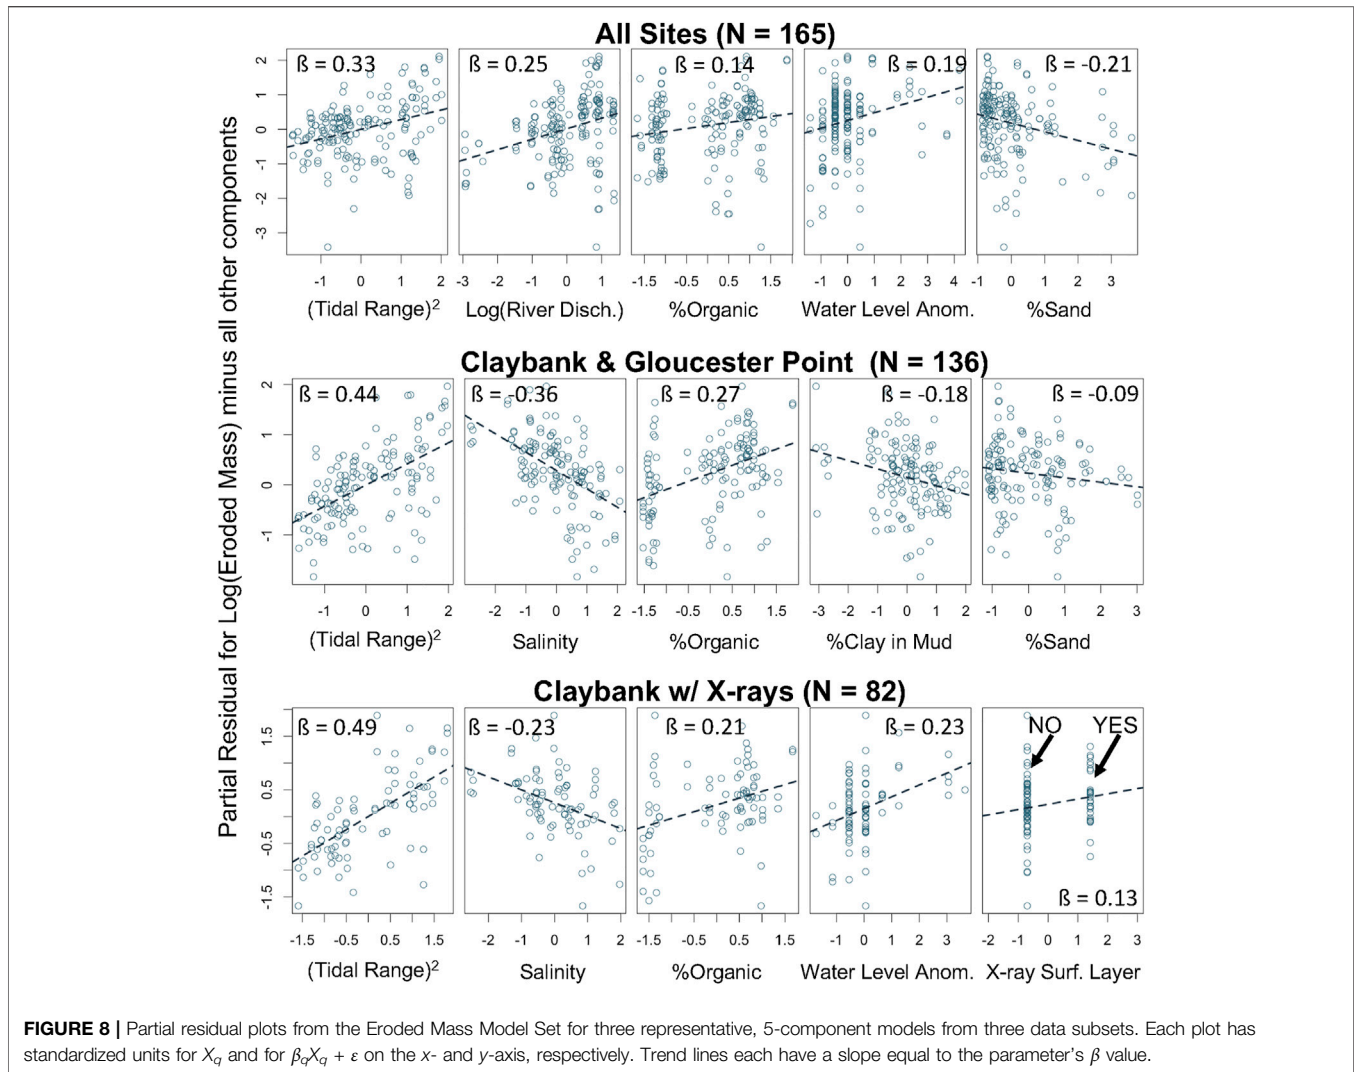 All Sites (N = 165)
ß = 0.33
ß = 0.25
ß = 0.14
ß = 0.19
ß = -0.21
2
1
0
-1
-2
-3
-1 0 1 2
-3 -2 -1 0 1
-1.5 -0.5 0.5 1.5
-1 0 1 2 3 4
-1 0 1 2 3
(Tidal Range)²
Log(River Disch.)
%Organic
Water Level Anom.
%Sand
Partial Residual for Log(Eroded Mass) minus all other components
Claybank & Gloucester Point (N = 136)
ß = 0.44
ß = -0.36
ß = 0.27
ß = -0.18
ß = -0.09
2
1
0
-1
-1 0 1 2
-2 -1 0 1 2
-1.5 -0.5 0.5 1.5
-3 -2 -1 0 1 2
-1 0 1 2 3
(Tidal Range)²
Salinity
%Organic
%Clay in Mud
%Sand
Claybank w/ X-rays (N = 82)
ß = 0.49
ß = -0.23
ß = 0.21
ß = 0.23
NO YES
ß = 0.13
1.5
0.5
-0.5
-1.5
-1.5 -0.5 0.5 1.5
-2 -1 0 1 2
-1.5 0.5 1.5
-1 0 1 2 3
-2 -1 0 1 2 3
(Tidal Range)²
Salinity
%Organic
Water Level Anom.
X-ray Surf. Layer
FIGURE 8 | Partial residual plots from the Eroded Mass Model Set for three representative, 5-component models from three data subsets. Each plot has
standardized units for Xq and for βqXq + ε on the x- and y-axis, respectively. Trend lines each have a slope equal to the parameter's β value.